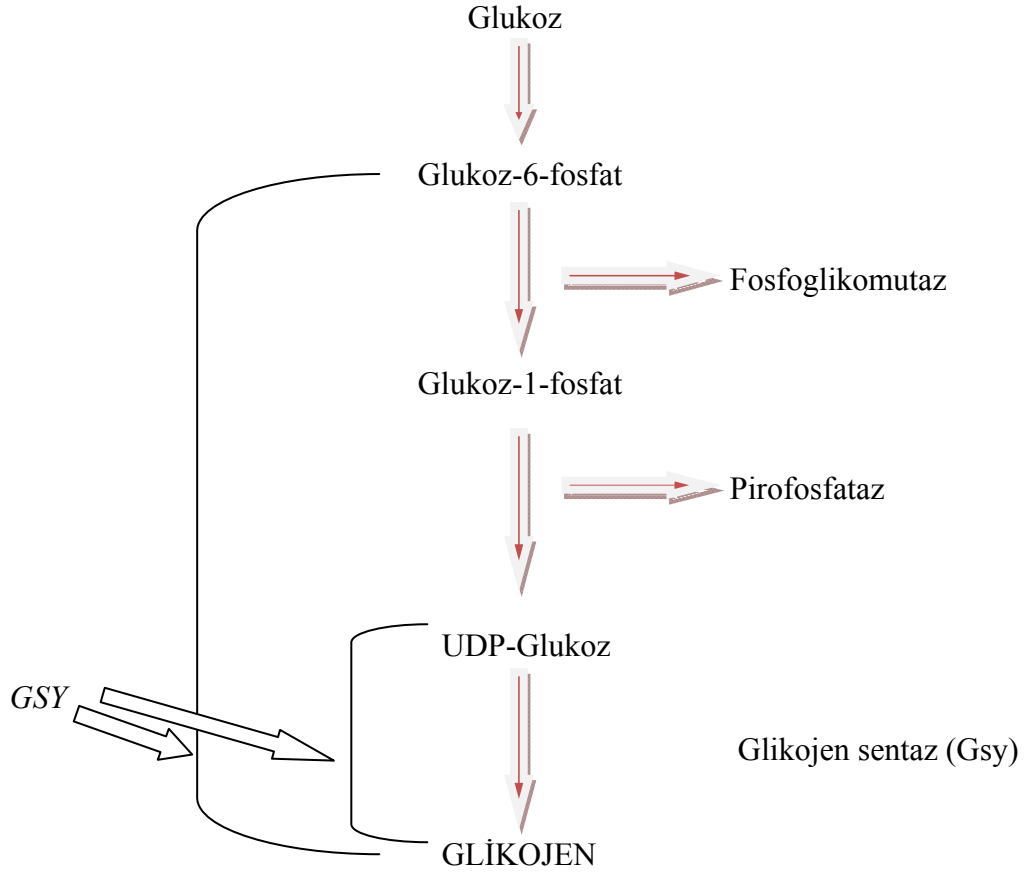 Glukoz
Glukoz-6-fosfat
Fosfoglikomutaz
Glukoz-1-fosfat
Pirofosfataz
UDP-Glukoz
GSY
Glikojen sentaz (Gsy)
GLİKOJEN